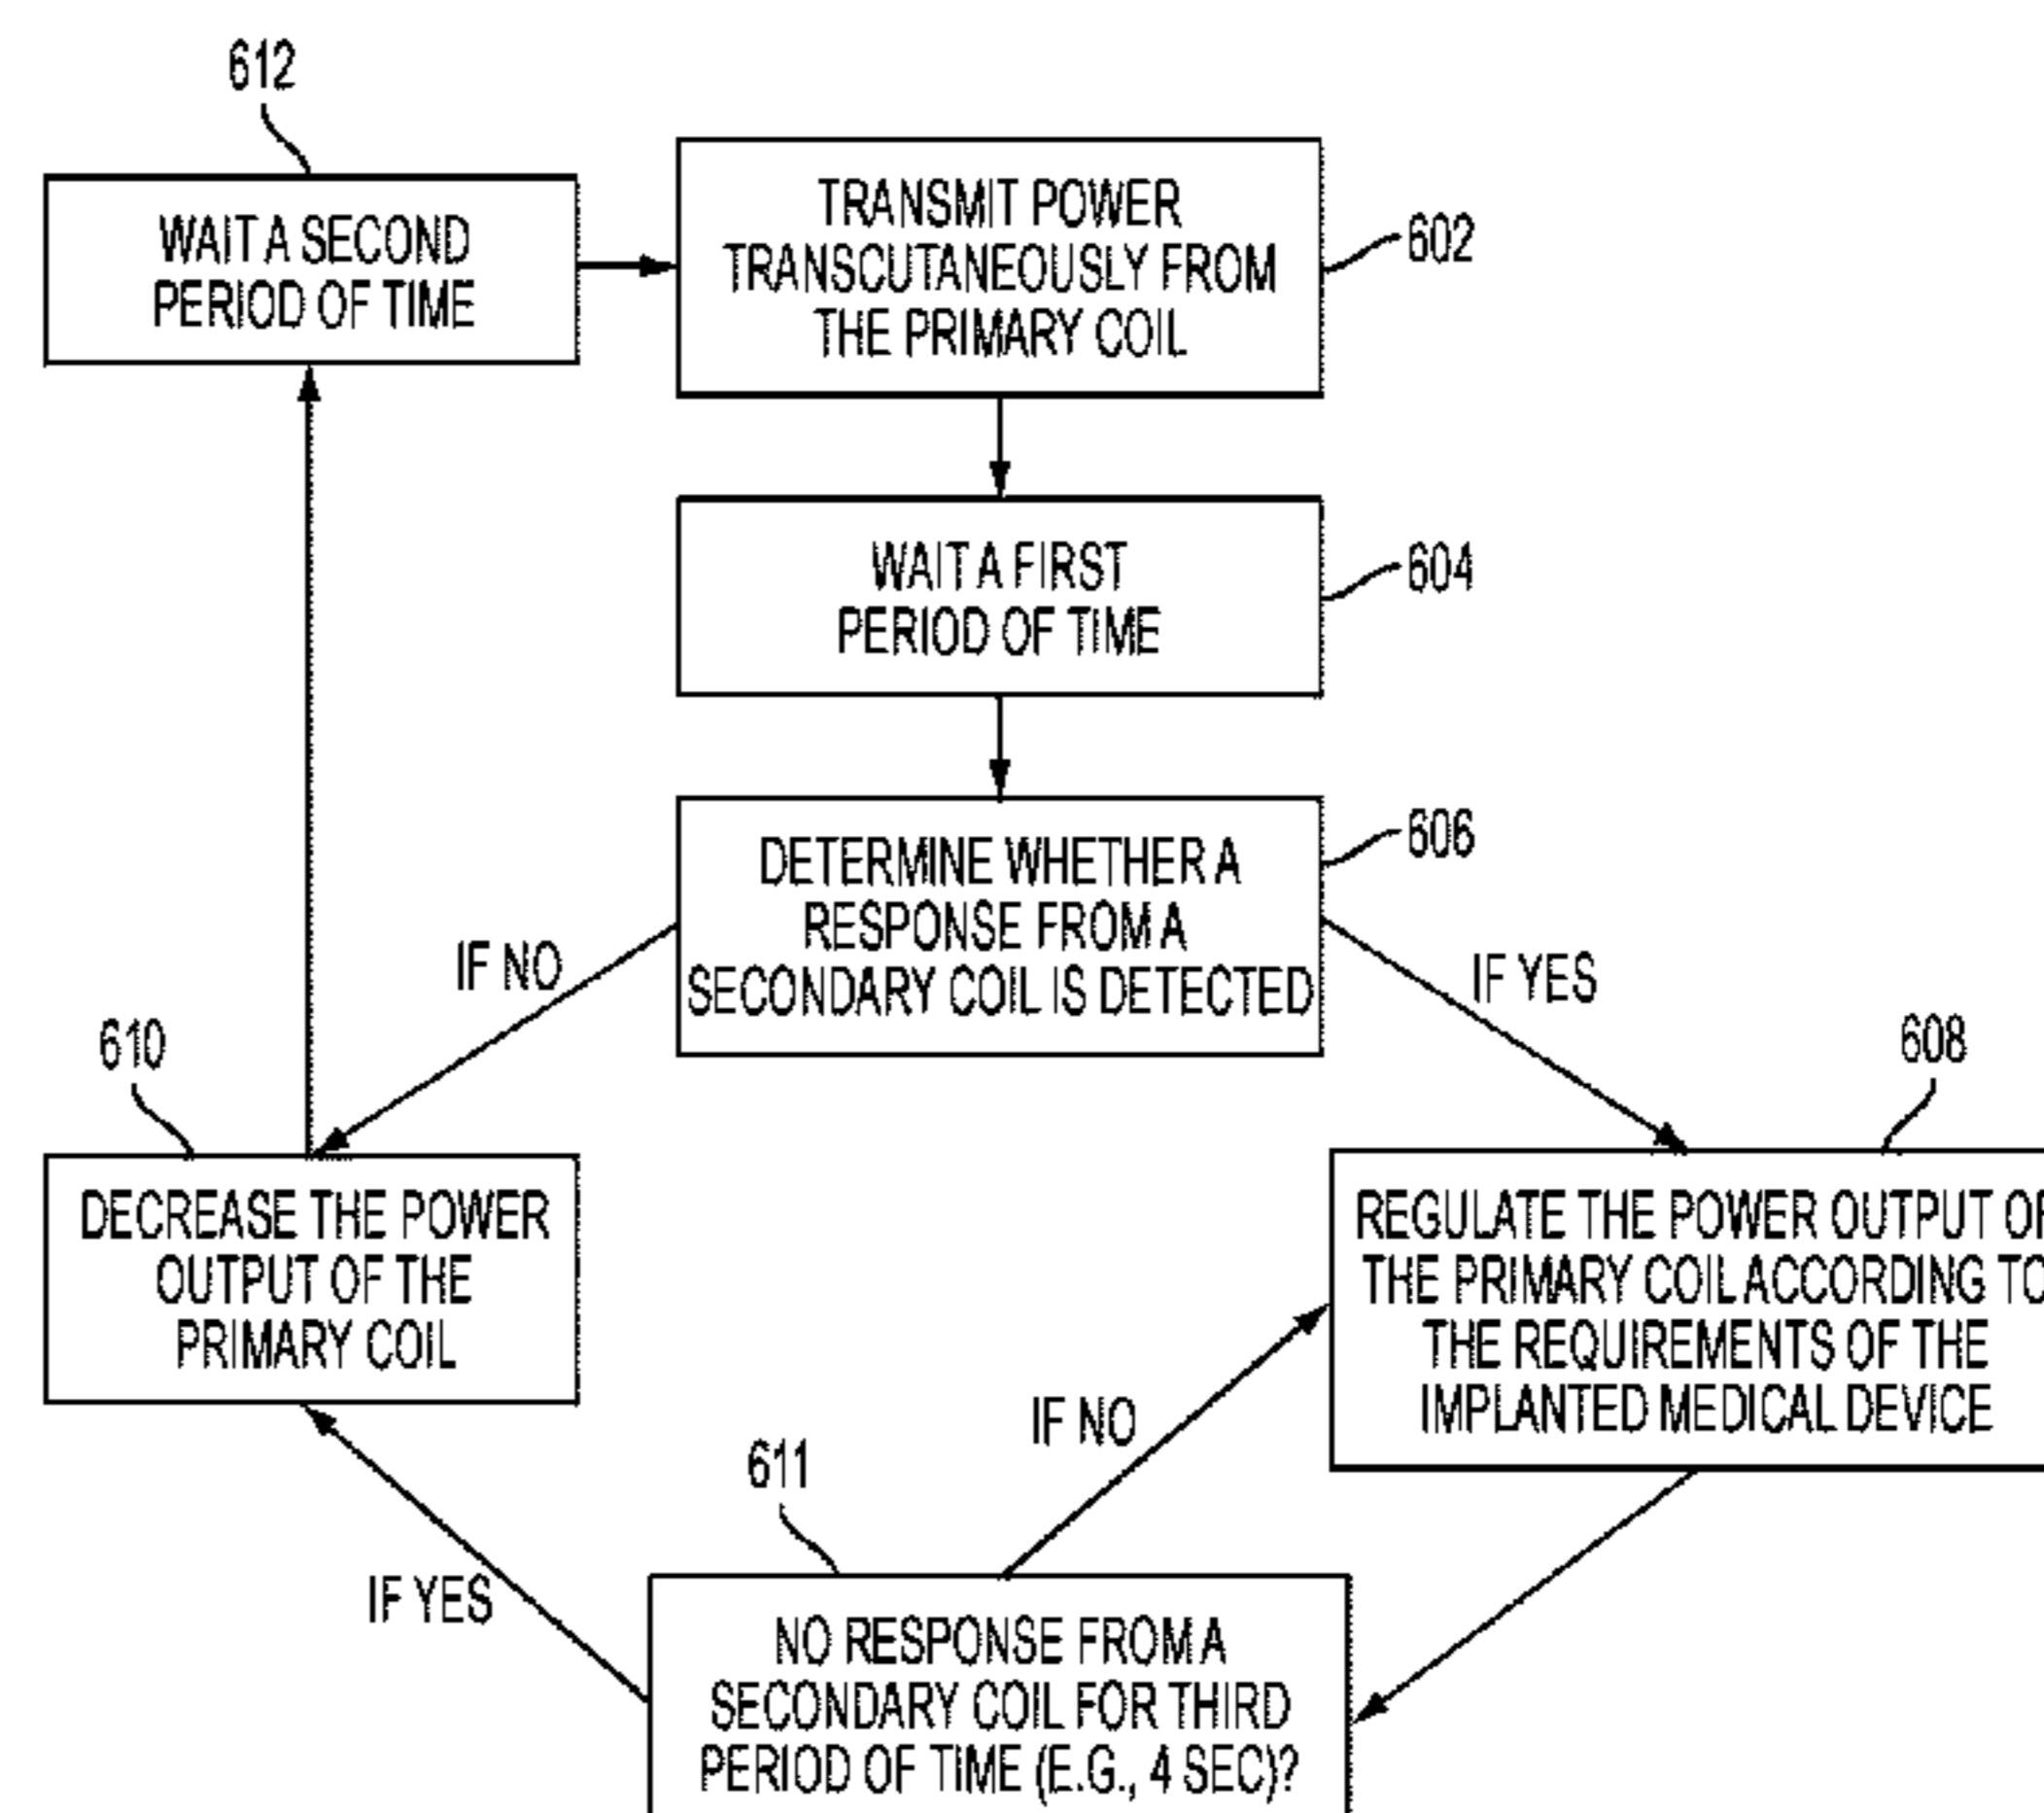 612
WAIT A SECOND
PERIOD OF TIME
TRANSMIT POWER
TRANSCUTANEOUSLY FROM
THE PRIMARY COIL
602
WAIT A FIRST
PERIOD OF TIME
604
DETERMINE WHETHER A
RESPONSE FROM A
SECONDARY COIL IS DETECTED
606
IF NO
IF YES
610
DECREASE THE POWER
OUTPUT OF THE
PRIMARY COIL
608
REGULATE THE POWER OUTPUT OF
THE PRIMARY COIL ACCORDING TO
THE REQUIREMENTS OF THE
IMPLANTED MEDICAL DEVICE
IF NO
611
IF YES
NO RESPONSE FROM A
SECONDARY COIL FOR THIRD
PERIOD OF TIME (E.G., 4 SEC)?